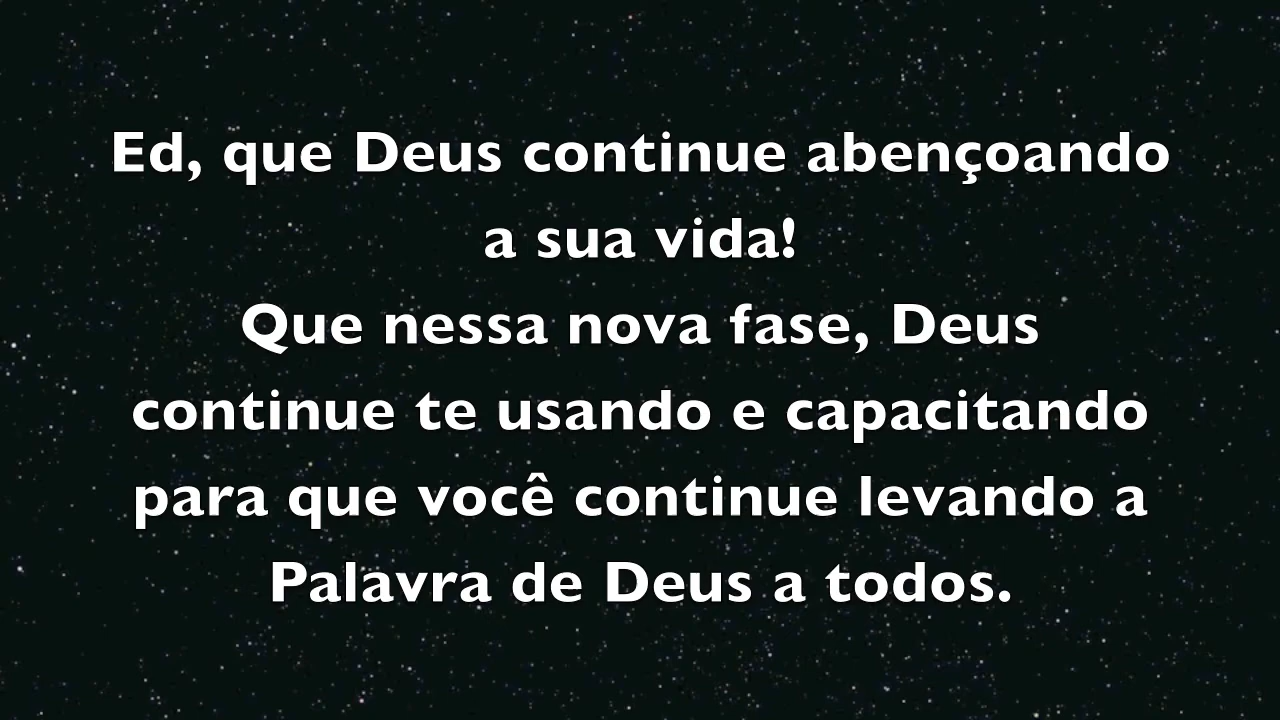 Ed, que Deus continue abençoando
a sua vida!
Que nessa nova fase, Deus
continue te usando e capacitando
para que você continue levando a
Palavra de Deus a todos.